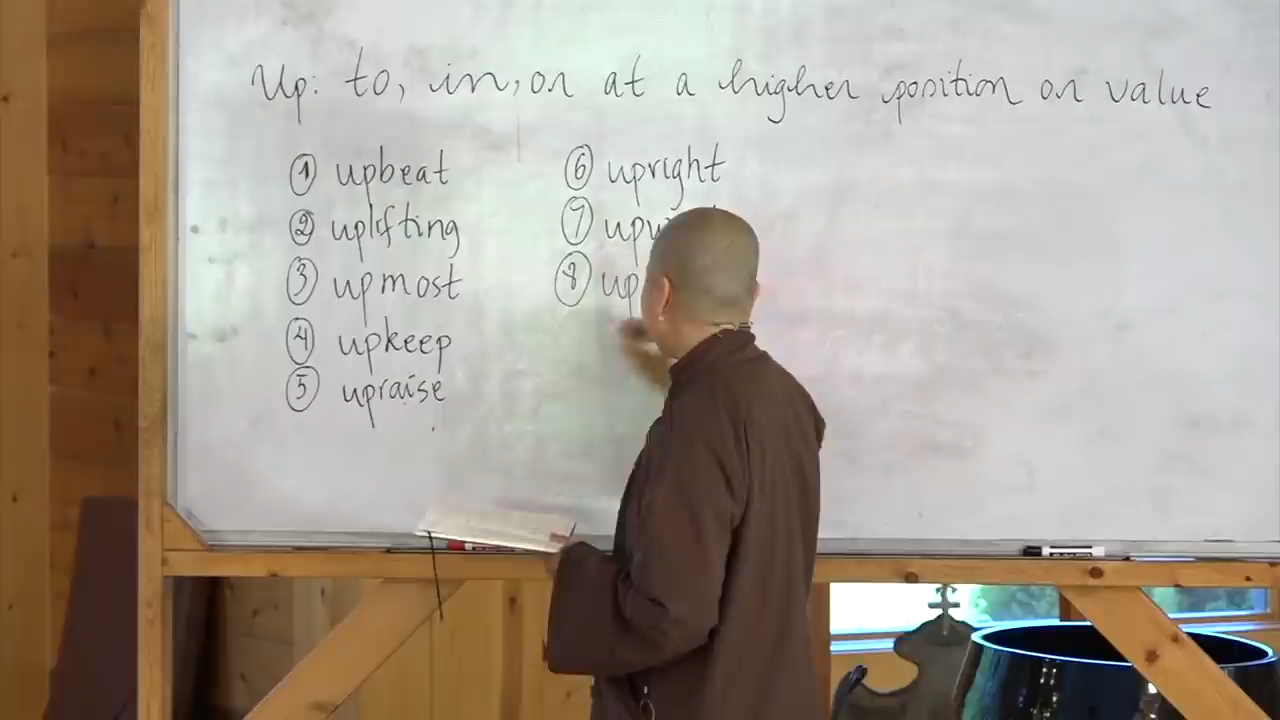 Up: to, in, or at a higher position or value
① upbeat
② uplifting
③ upmost
④ upkeep
⑤ upraise
⑥ upright
⑦
⑧